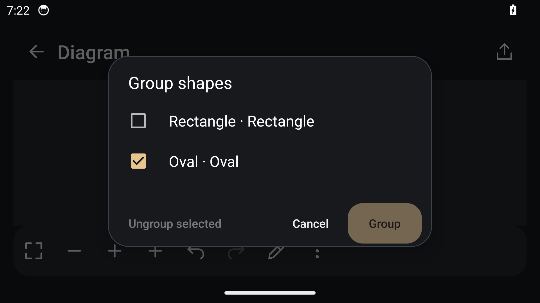 7:22
Diagram
Group shapes
Rectangle · Rectangle
Oval · Oval
Ungroup selected
Cancel
Group